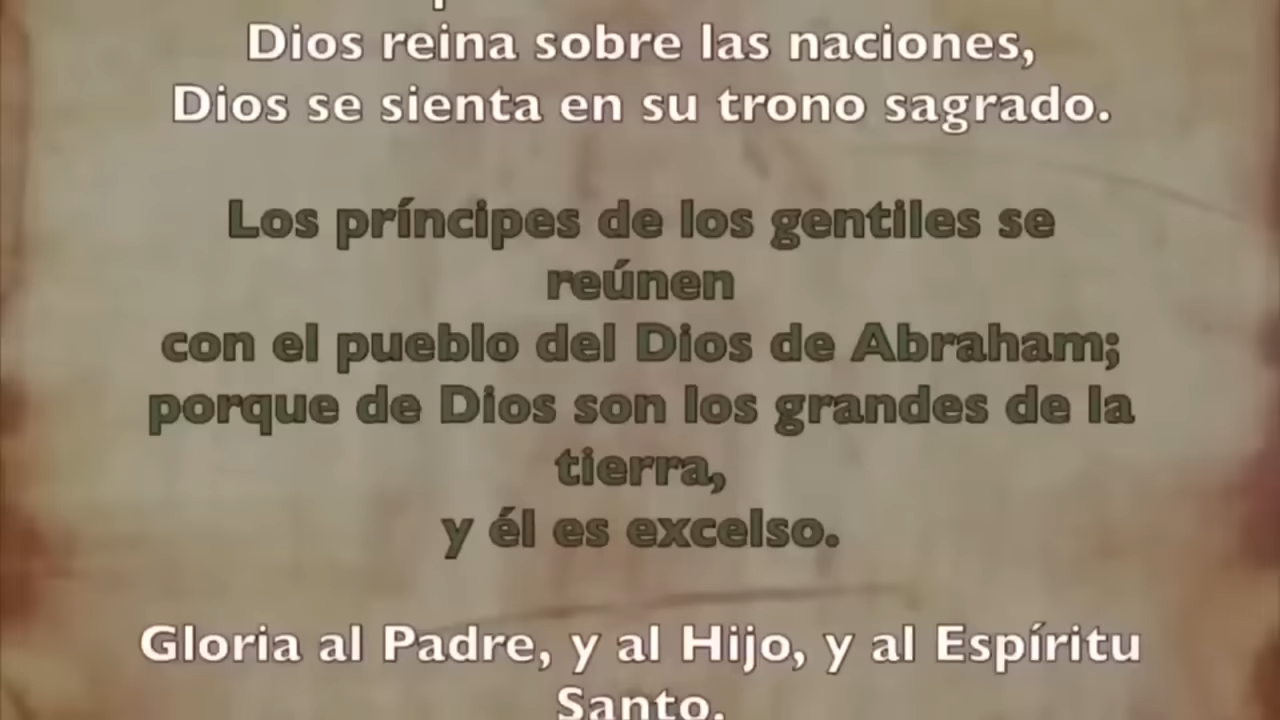 Dios reina sobre las naciones,
Dios se sienta en su trono sagrado.
Los príncipes de los gentiles se
reúnen
con el pueblo del Dios de Abraham;
porque de Dios son los grandes de la
tierra,
y él es excelso.
Gloria al Padre, y al Hijo, y al Espíritu
Santo.